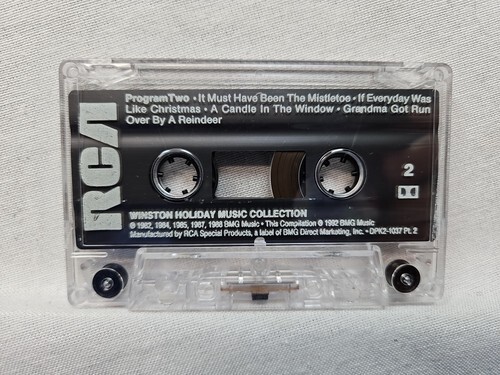 RCA
ProgramTwo • It Must Have Been The Mistletoe • If Everyday Was
Like Christmas • A Candle In The Window • Grandma Got Run
Over By A Reindeer
2
WINSTON HOLIDAY MUSIC COLLECTION
℗ 1982, 1984, 1985, 1987, 1988 BMG Music • This Compilation ℗ 1992 BMG Music
Manufactured by RCA Special Products, a label of BMG Direct Marketing, Inc. • DPK2-1037 Pt. 2